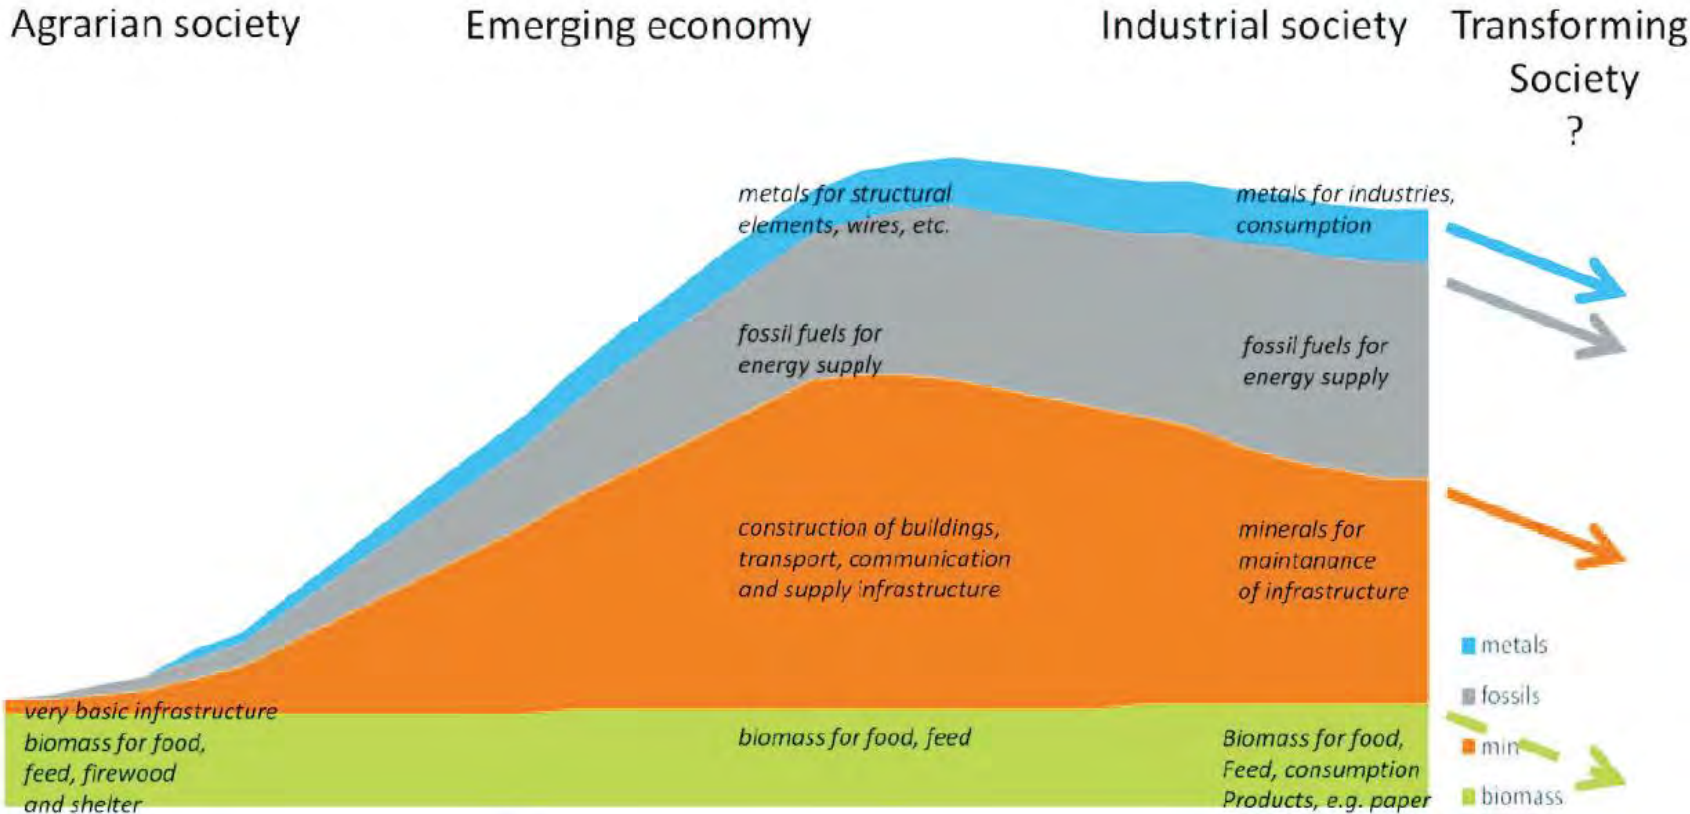 Agrarian society
Emerging economy
Industrial society
Transforming
Society
?
metals for structural
elements, wires, etc.
metals for industries,
consumption
fossil fuels for
energy supply
fossil fuels for
energy supply
construction of buildings,
transport, communication
and supply infrastructure
minerals for
maintanance
of infrastructure
very basic infrastructure
biomass for food,
feed, firewood
and shelter
biomass for food, feed
Biomass for food,
Feed, consumption
Products, e.g. paper
metals
fossils
min
biomass